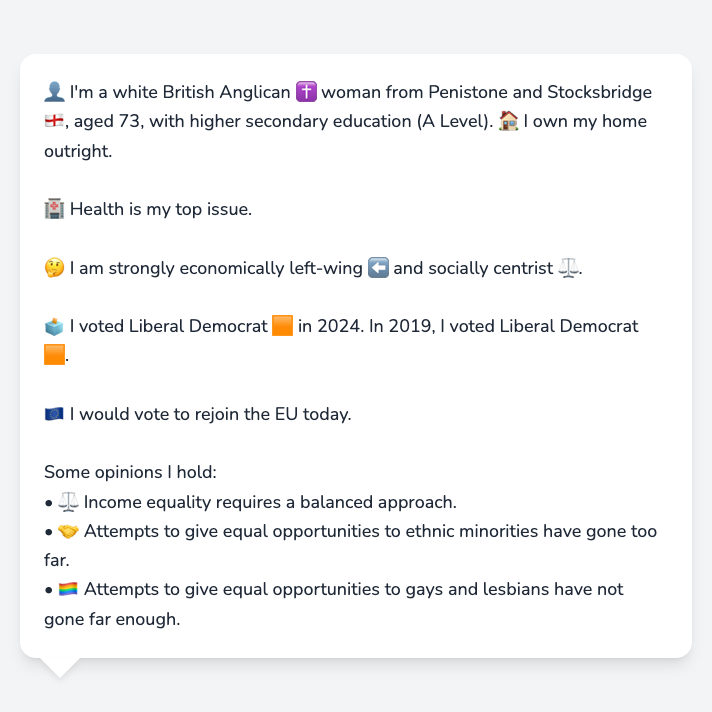 👤 I'm a white British Anglican ✝️ woman from Penistone and Stocksbridge
🏴󠁧󠁢󠁥󠁮󠁧󠁿, aged 73, with higher secondary education (A Level). 🏠 I own my home
outright.
🏥 Health is my top issue.
🤔 I am strongly economically left-wing ⬅️ and socially centrist ⚖️.
🗳️ I voted Liberal Democrat 🟧 in 2024. In 2019, I voted Liberal Democrat
🟧.
🇪🇺 I would vote to rejoin the EU today.
Some opinions I hold:
• ⚖️ Income equality requires a balanced approach.
• 🤝 Attempts to give equal opportunities to ethnic minorities have gone too
far.
• 🏳️‍🌈 Attempts to give equal opportunities to gays and lesbians have not
gone far enough.